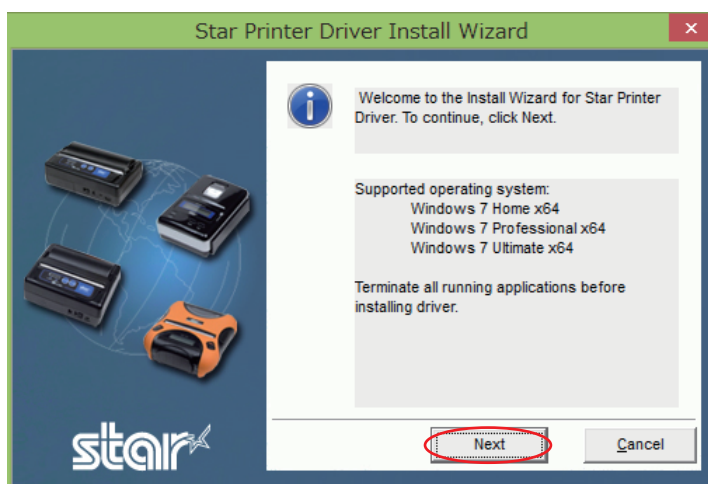 Star Printer Driver Install Wizard
x
Welcome to the Install Wizard for Star Printer
Driver. To continue, click Next.
Supported operating system:
Windows 7 Home x64
Windows 7 Professional x64
Windows 7 Ultimate x64
Terminate all running applications before
installing driver.
star
Next
Cancel